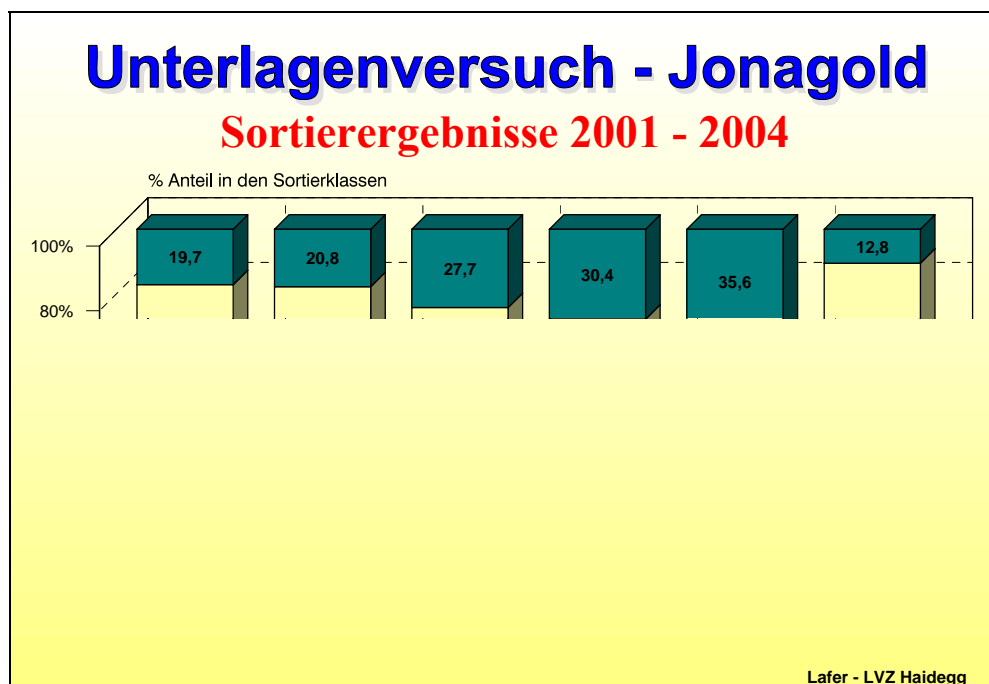 Unterlagenversuch - Jonagold
Sortierergebnisse 2001 - 2004
% Anteil in den Sortierklassen
100%
19,7 20,8 27,7 30,4 35,6 12,8
80%
Lafer - LVZ Haidegg